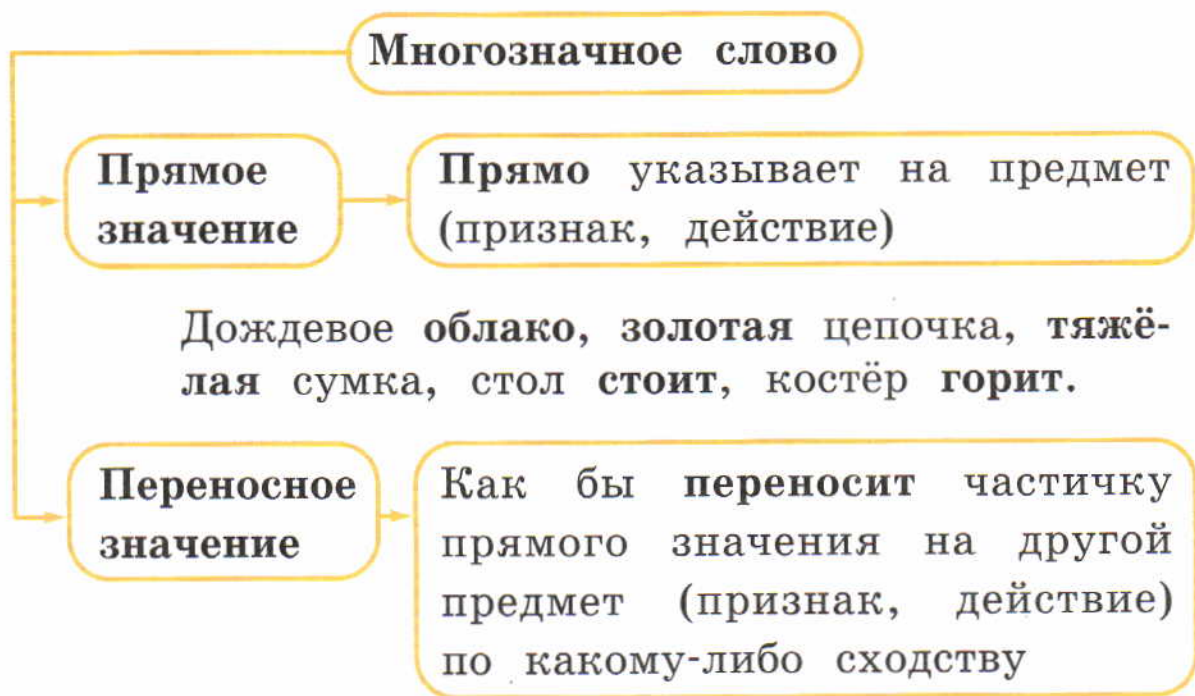 Многозначное слово
Прямое
значение
Прямо указывает на предмет
(признак, действие)
Дождевое облако, золотая цепочка, тяжё-
лая сумка, стол стоит, костёр горит.
Переносное
значение
Как бы переносит частичку
прямого значения на другой
предмет (признак, действие)
по какому-либо сходству